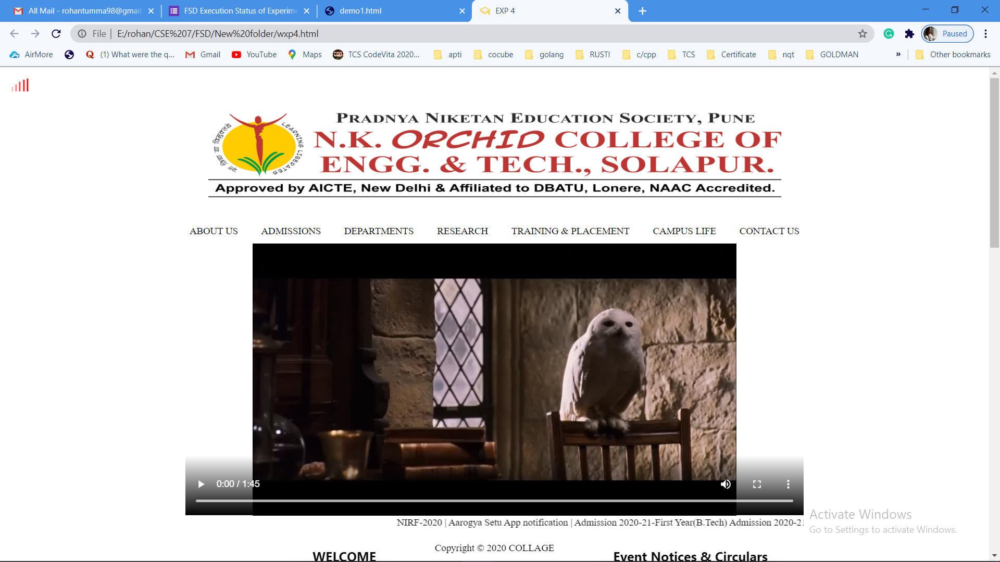 All Mail - rohantumma98@gmail.
FSD Execution Status of Experime
demo1.html
EXP 4
File
E:/rohan/CSE%207/FSD/New%20folder/wxp4.html
Paused
AirMore
(1) What were the q...
Gmail
YouTube
Maps
TCS CodeVita 2020...
apti
cocube
golang
RUSTI
c/cpp
TCS
Certificate
nqt
GOLDMAN
»
Other bookmarks
PRADNYA NIKETAN EDUCATION SOCIETY, PUNE
N.K. ORCHID COLLEGE OF
ENGG. & TECH., SOLAPUR.
LEARNING LIBERATES
सा विद्या या विमुक्तये
Approved by AICTE, New Delhi & Affiliated to DBATU, Lonere, NAAC Accredited.
ABOUT US
ADMISSIONS
DEPARTMENTS
RESEARCH
TRAINING & PLACEMENT
CAMPUS LIFE
CONTACT US
0:00 / 1:45
NIRF-2020 | Aarogya Setu App notification | Admission 2020-21-First Year(B.Tech) Admission 2020-21
Activate Windows
Go to Settings to activate Windows.
Copyright © 2020 COLLAGE
WELCOME
Event Notices & Circulars